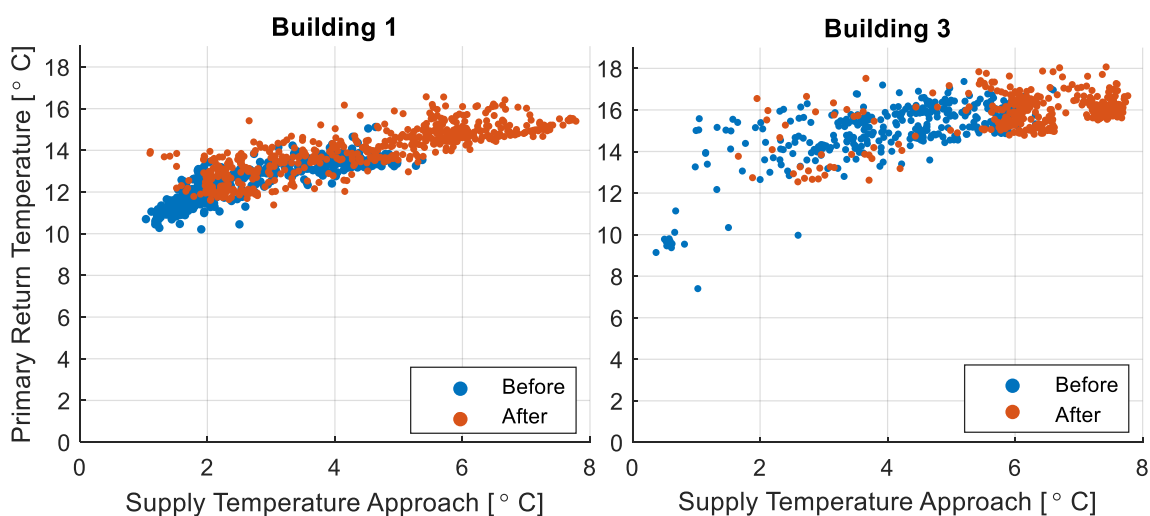 Building 1
Primary Return Temperature [° C]
18
16
14
12
10
8
6
4
2
0
0 2 4 6 8
Supply Temperature Approach [° C]
Before
After
Building 3
18
16
14
12
10
8
6
4
2
0
0 2 4 6 8
Supply Temperature Approach [° C]
Before
After